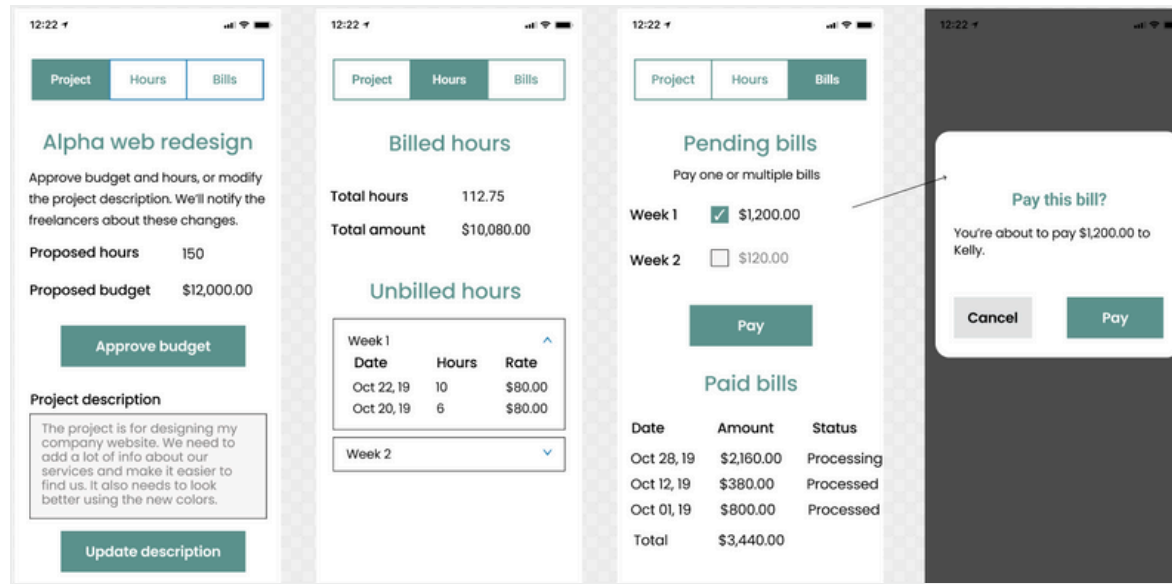 12:22
Project Hours Bills
Alpha web redesign
Approve budget and hours, or modify
the project description. We'll notify the
freelancers about these changes.
Proposed hours 150
Proposed budget $12,000.00
Approve budget
Project description
The project is for designing my
company website. We need to
add a lot of info about our
services and make it easier to
find us. It also needs to look
better using the new colors.
Update description
12:22
Project Hours Bills
Billed hours
Total hours 112.75
Total amount $10,080.00
Unbilled hours
Week 1
Date Hours Rate
Oct 22, 19 10 $80.00
Oct 20, 19 6 $80.00
Week 2
12:22
Project Hours Bills
Pending bills
Pay one or multiple bills
Week 1 $1,200.00
Week 2 $120.00
Pay
Paid bills
Date Amount Status
Oct 28, 19 $2,160.00 Processing
Oct 12, 19 $380.00 Processed
Oct 01, 19 $800.00 Processed
Total $3,440.00
12:22
Pay this bill?
You're about to pay $1,200.00 to
Kelly.
Cancel Pay